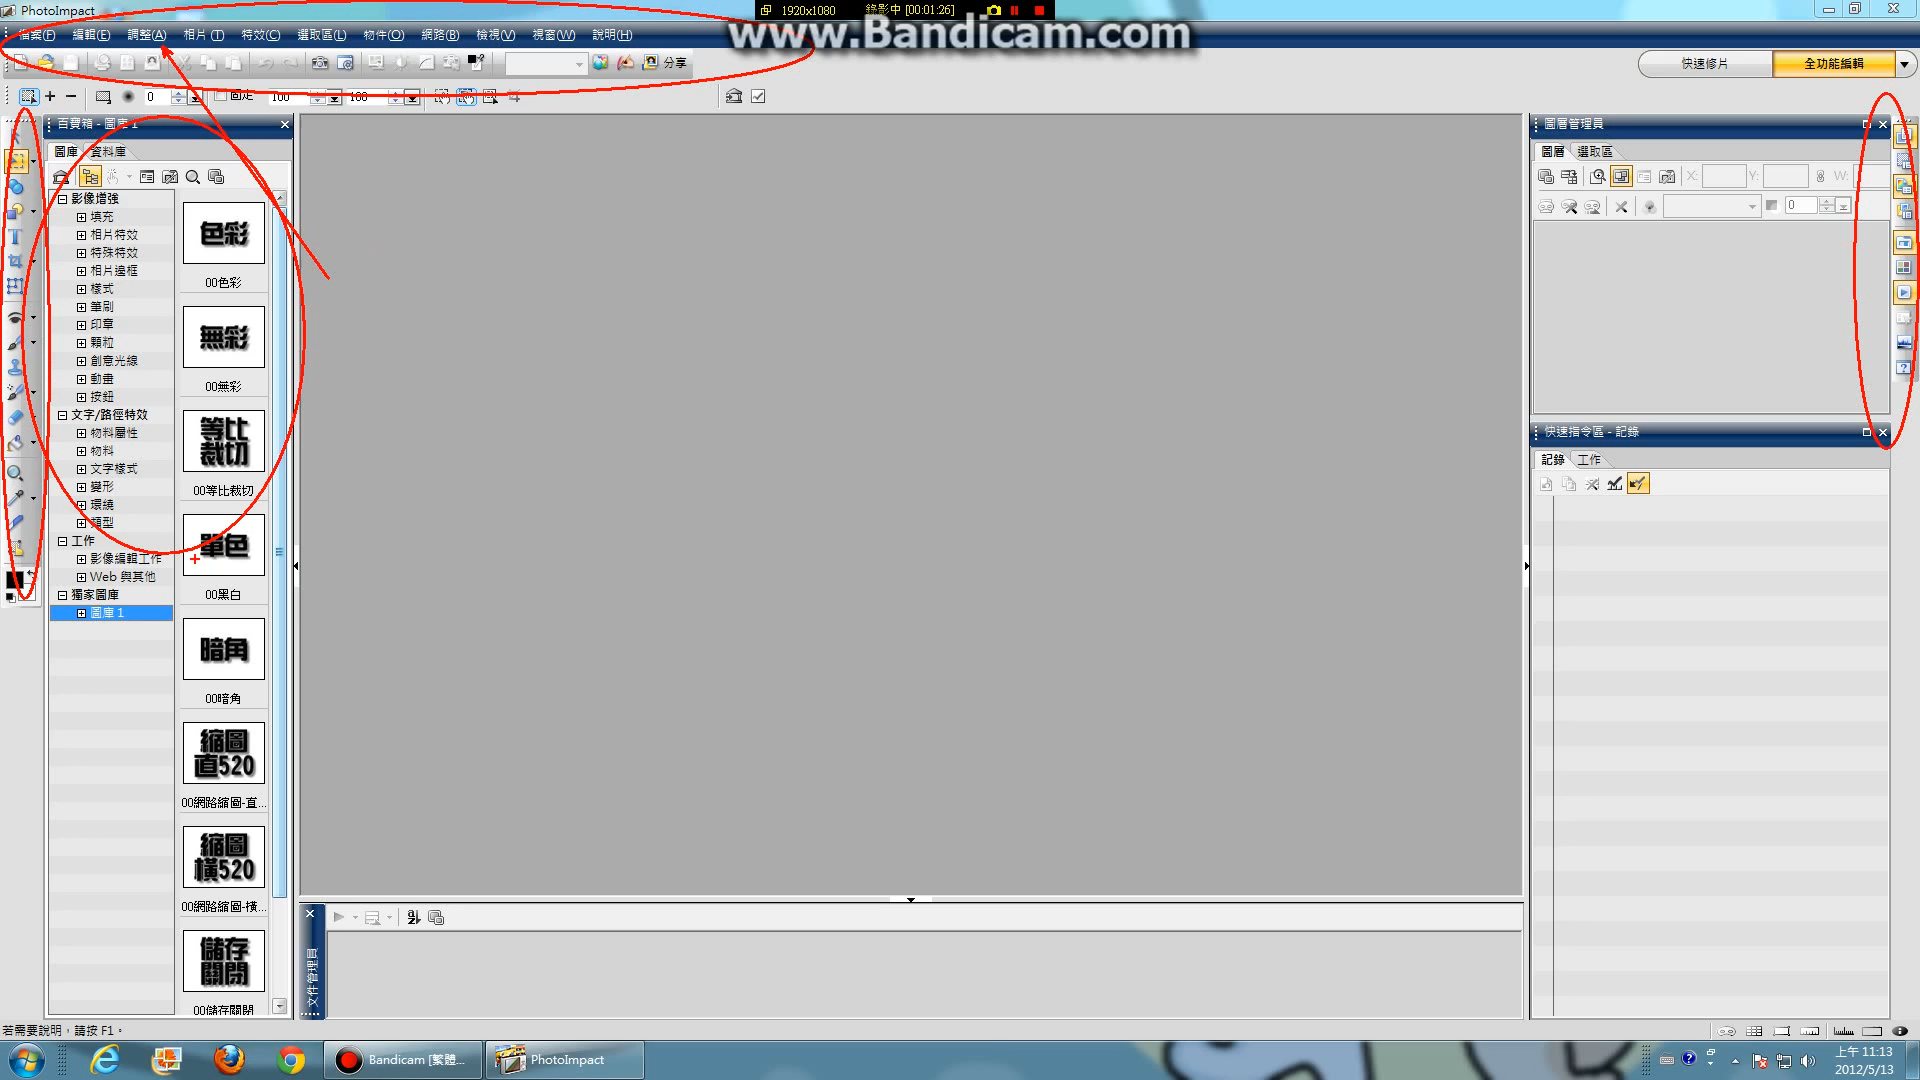 PhotoImpact
1920x1080
錄影中 [00:01:26]
www.Bandicam.com
檔案(F) 編輯(E) 調整(A) 相片(T) 特效(C) 選取區(L) 物件(O) 網路(B) 檢視(V) 視窗(W) 說明(H)
分享
快速修片
全功能編輯
0
固定
100
100
百寶箱 - 圖庫 1
圖庫 資料庫
影像增強
填充
相片特效
特殊特效
相片邊框
樣式
筆刷
印章
顆粒
創意光線
動畫
按鈕
文字/路徑特效
物料屬性
物料
文字樣式
變形
環繞
類型
工作
影像編輯工作
Web 與其他
獨家圖庫
圖庫 1
色彩
00色彩
無彩
00無彩
等比
裁切
00等比裁切
單色
00黑白
暗角
00暗角
縮圖
直520
00網路縮圖-直...
縮圖
橫520
00網路縮圖-橫...
儲存
關閉
00儲存關閉
文件管理員
圖層管理員
圖層 選取區
X: Y: W:
0
快速指令區 - 記錄
記錄 工作
若需要說明，請按 F1。
Bandicam [繁體...
PhotoImpact
上午 11:13
2012/5/13